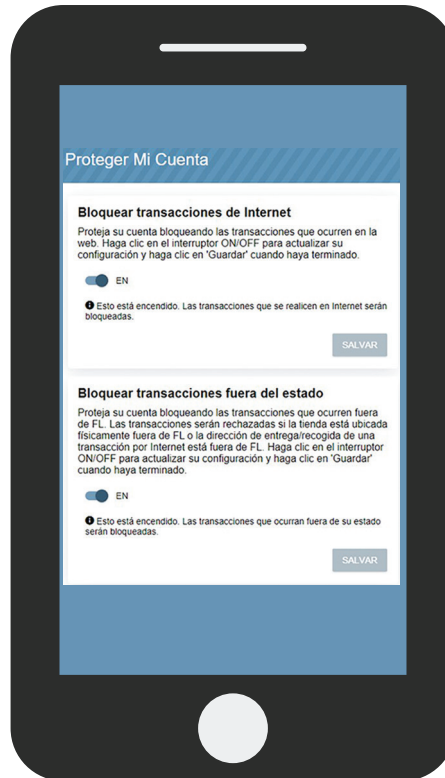 Proteger Mi Cuenta
Bloquear transacciones de Internet
Proteja su cuenta bloqueando las transacciones que ocurren en la
web. Haga clic en el interruptor ON/OFF para actualizar su
configuración y haga clic en 'Guardar' cuando haya terminado.
EN
Esto está encendido. Las transacciones que se realicen en Internet serán
bloqueadas.
SALVAR
Bloquear transacciones fuera del estado
Proteja su cuenta bloqueando las transacciones que ocurren fuera
de FL. Las transacciones serán rechazadas si la tienda está ubicada
físicamente fuera de FL o la dirección de entrega/recogida de una
transacción por Internet está fuera de FL. Haga clic en el interruptor
ON/OFF para actualizar su configuración y haga clic en 'Guardar'
cuando haya terminado.
EN
Esto está encendido. Las transacciones que ocurran fuera de su estado
serán bloqueadas.
SALVAR